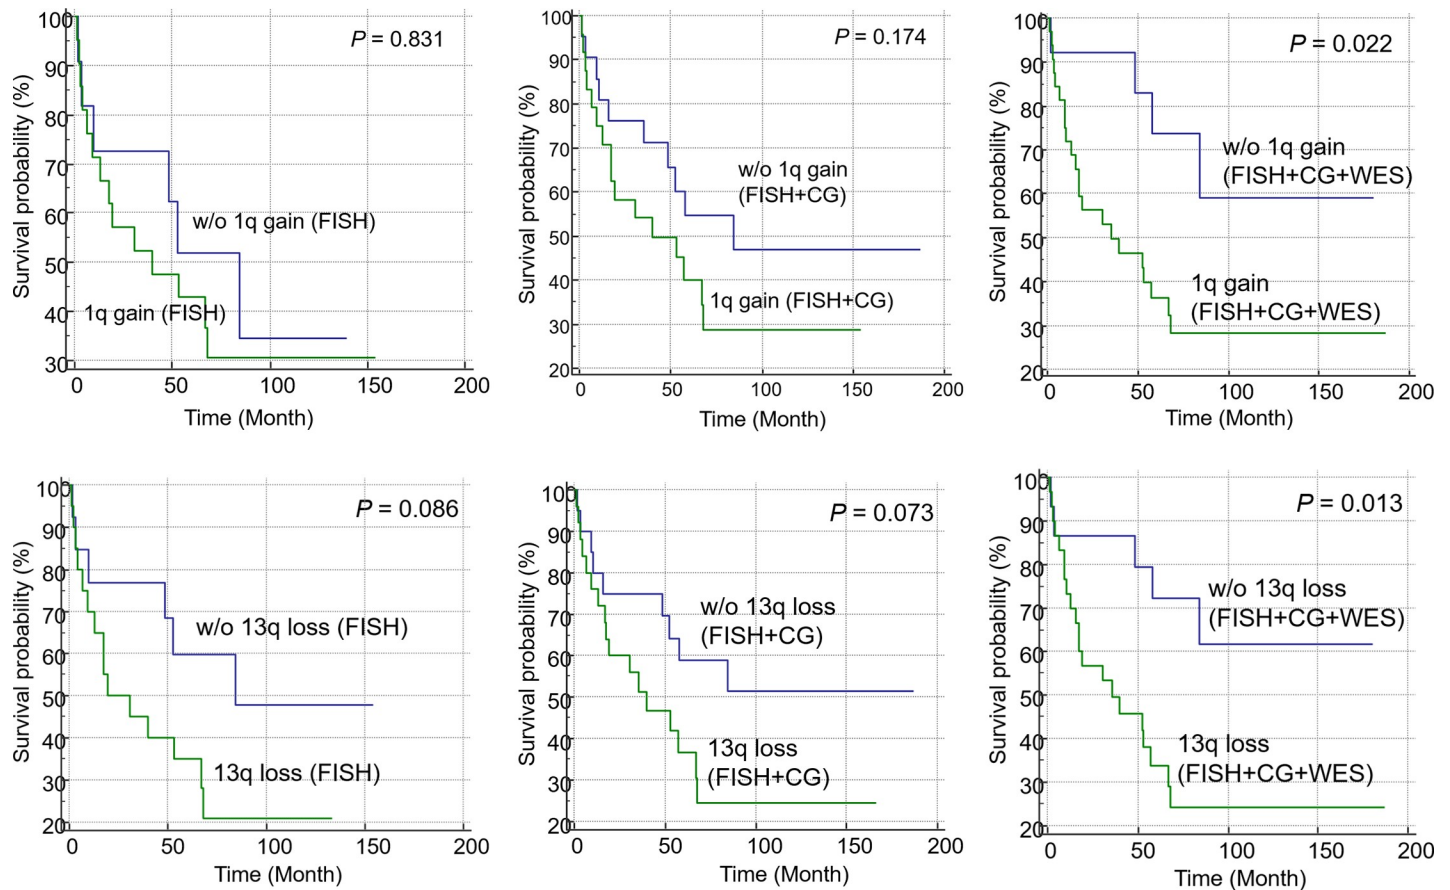 P = 0.831
100
90
80
70
60
50
40
30
Survival probability (%)
w/o 1q gain (FISH)
1q gain (FISH)
0 50 100 150 200
Time (Month)
P = 0.174
100
90
80
70
60
50
40
30
20
Survival probability (%)
w/o 1q gain
(FISH+CG)
1q gain (FISH+CG)
0 50 100 150 200
Time (Month)
P = 0.022
100
90
80
70
60
50
40
30
20
Survival probability (%)
w/o 1q gain
(FISH+CG+WES)
1q gain
(FISH+CG+WES)
0 50 100 150 200
Time (Month)
P = 0.086
100
90
80
70
60
50
40
30
20
Survival probability (%)
w/o 13q loss (FISH)
13q loss (FISH)
0 50 100 150 200
Time (Month)
P = 0.073
100
90
80
70
60
50
40
30
20
Survival probability (%)
w/o 13q loss
(FISH+CG)
13q loss
(FISH+CG)
0 50 100 150 200
Time (Month)
P = 0.013
100
90
80
70
60
50
40
30
20
Survival probability (%)
w/o 13q loss
(FISH+CG+WES)
13q loss
(FISH+CG+WES)
0 50 100 150 200
Time (Month)